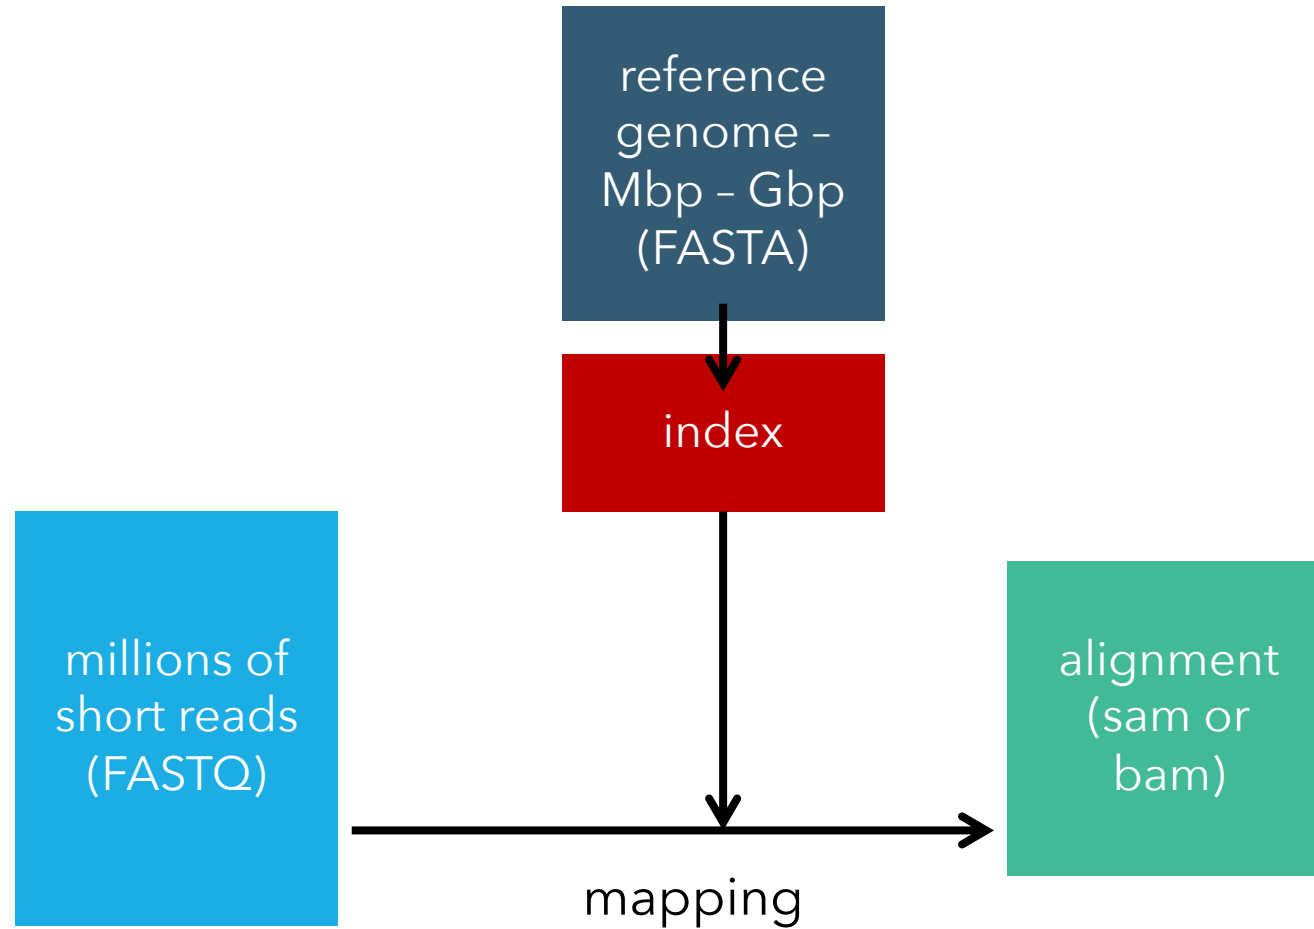 reference
genome –
Mbp – Gbp
(FASTA)
index
millions of
short reads
(FASTQ)
alignment
(sam or
bam)
mapping